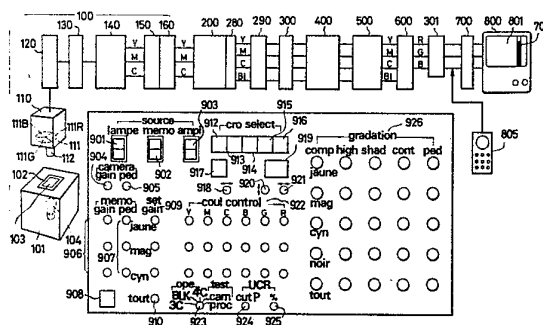 100
130
140
150 160
200
280
290
300
400
500
600
301
700
800
801
70
120
Y
M
C
Y
M
C
Y
M
C
Bl
Y
M
C
Bl
R
G
B
110
111B
111R
111
111G
112
102
103
101
104
805
source
lampe memo ampl
901
902
903
cro select
912
913
914
915
916
917
918
919
920
921
922
gradation
926
comp high shad cont ped
jaune
mag
cyn
noir
tout
904
camera
gain ped
905
memo
gain ped
set
gain
909
coul control
Y M C B G R
jaune
mag
cyn
tout
906
907
908
910
ope
test
BLK
4C
cam
3C
proc
923
UCR
cut P
%
924
925